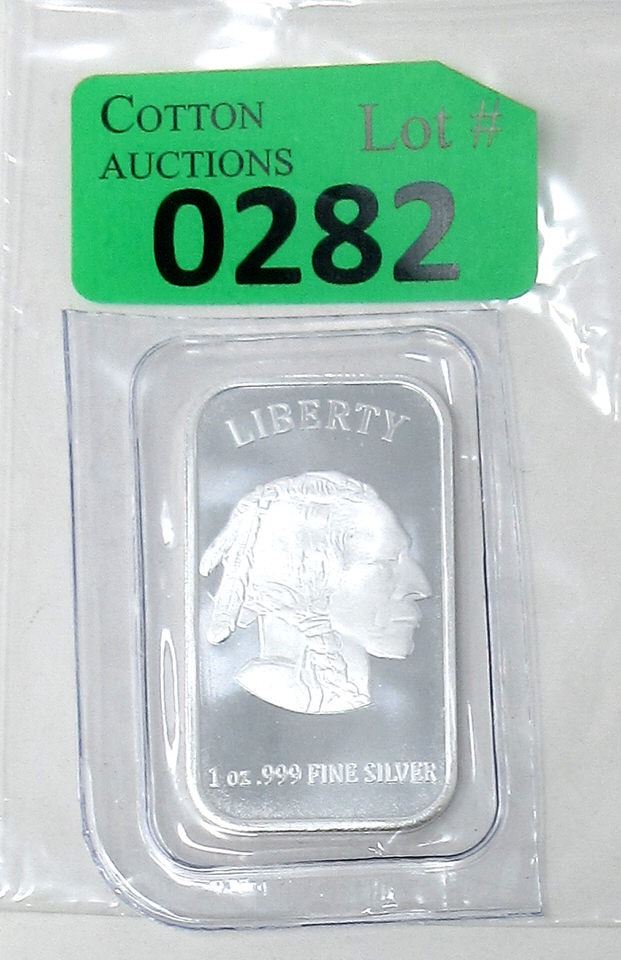 COTTON
AUCTIONS
Lot #
0282
LIBERTY
1 oz .999 FINE SILVER